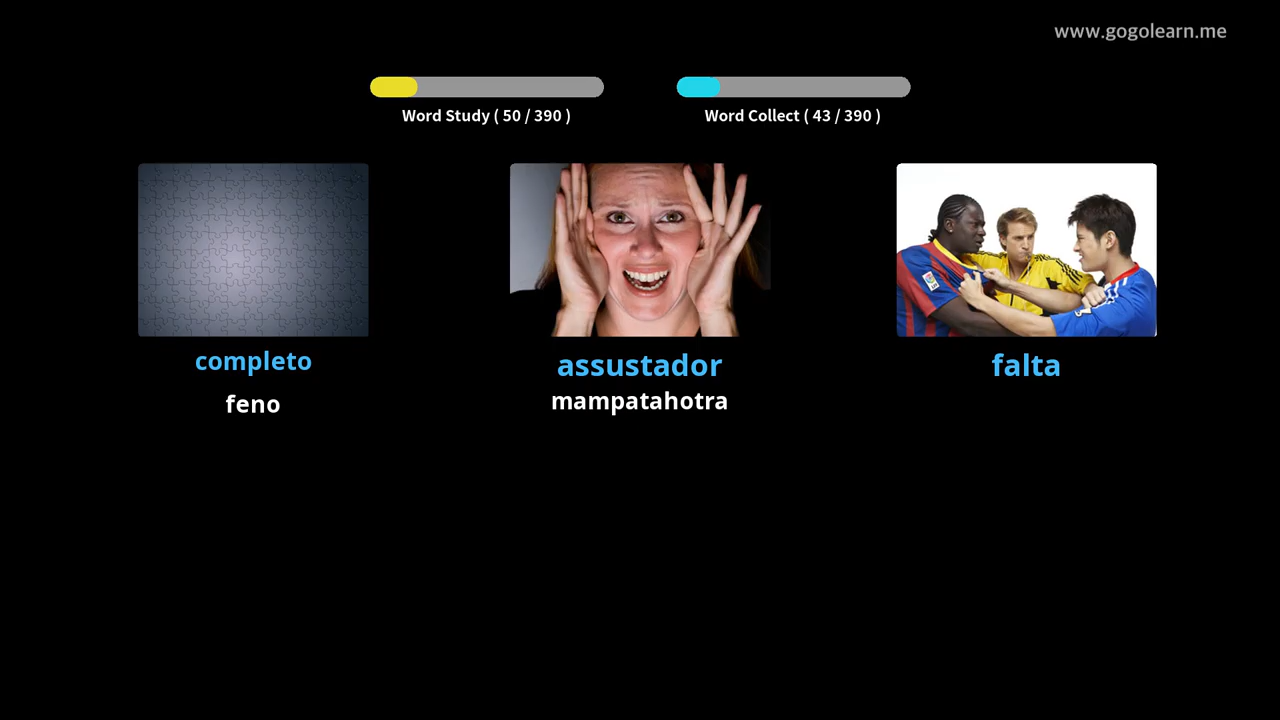 www.gogolearn.me
Word Study ( 50 / 390 )
Word Collect ( 43 / 390 )
completo
feno
assustador
mampatahotra
falta